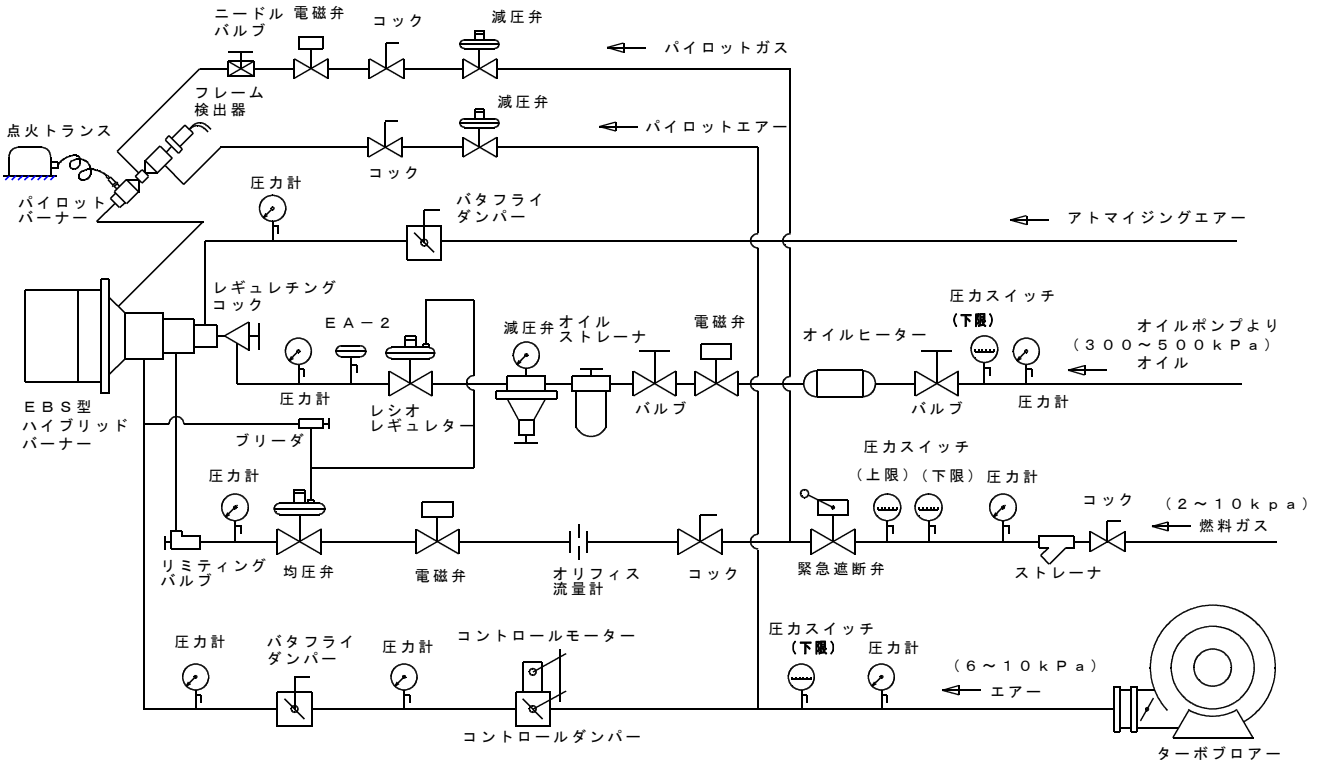 ニードル
バルブ
電磁弁
コック
減圧弁
パイロットガス
フレーム
検出器
減圧弁
パイロットエアー
点火トランス
コック
圧力計
パイロット
バーナー
バタフライ
ダンパー
アトマイジングエアー
レギュレチング
コック
EA-2
減圧弁
オイル
ストレーナ
電磁弁
オイルヒーター
圧力スイッチ
(下限)
オイルポンプより
(300~500kPa)
オイル
圧力計
レシオ
レギュレター
バルブ
バルブ
圧力計
EBS型
ハイブリッド
バーナー
ブリーダ
圧力スイッチ
(上限)
(下限)
圧力計
圧力計
コック
(2~10kpa)
燃料ガス
リミティング
バルブ
均圧弁
電磁弁
オリフィス
流量計
コック
緊急遮断弁
ストレーナ
圧力計
バタフライ
ダンパー
圧力計
コントロールモーター
圧力スイッチ
(下限)
圧力計
(6~10kPa)
エアー
コントロールダンパー
ターボブロアー